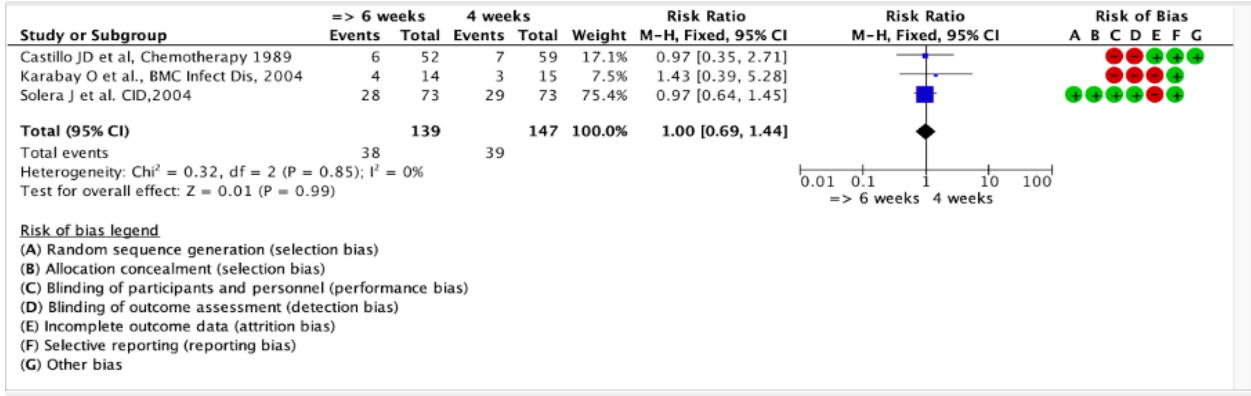 => 6 weeks 4 weeks Risk Ratio Risk Ratio Risk of Bias
Study or Subgroup Events Total Events Total Weight M-H, Fixed, 95% CI M-H, Fixed, 95% CI A B C D E F G
Castillo JD et al, Chemotherapy 1989 6 52 7 59 17.1% 0.97 [0.35, 2.71] - - + + +
Karabay O et al., BMC Infect Dis, 2004 4 14 3 15 7.5% 1.43 [0.39, 5.28] - - - +
Solera J et al. CID,2004 28 73 29 73 75.4% 0.97 [0.64, 1.45] + + + + - +
Total (95% CI) 139 147 100.0% 1.00 [0.69, 1.44]
Total events 38 39
Heterogeneity: Chi² = 0.32, df = 2 (P = 0.85); I² = 0%
Test for overall effect: Z = 0.01 (P = 0.99)
0.01 0.1 1 10 100
=> 6 weeks 4 weeks
Risk of bias legend
(A) Random sequence generation (selection bias)
(B) Allocation concealment (selection bias)
(C) Blinding of participants and personnel (performance bias)
(D) Blinding of outcome assessment (detection bias)
(E) Incomplete outcome data (attrition bias)
(F) Selective reporting (reporting bias)
(G) Other bias